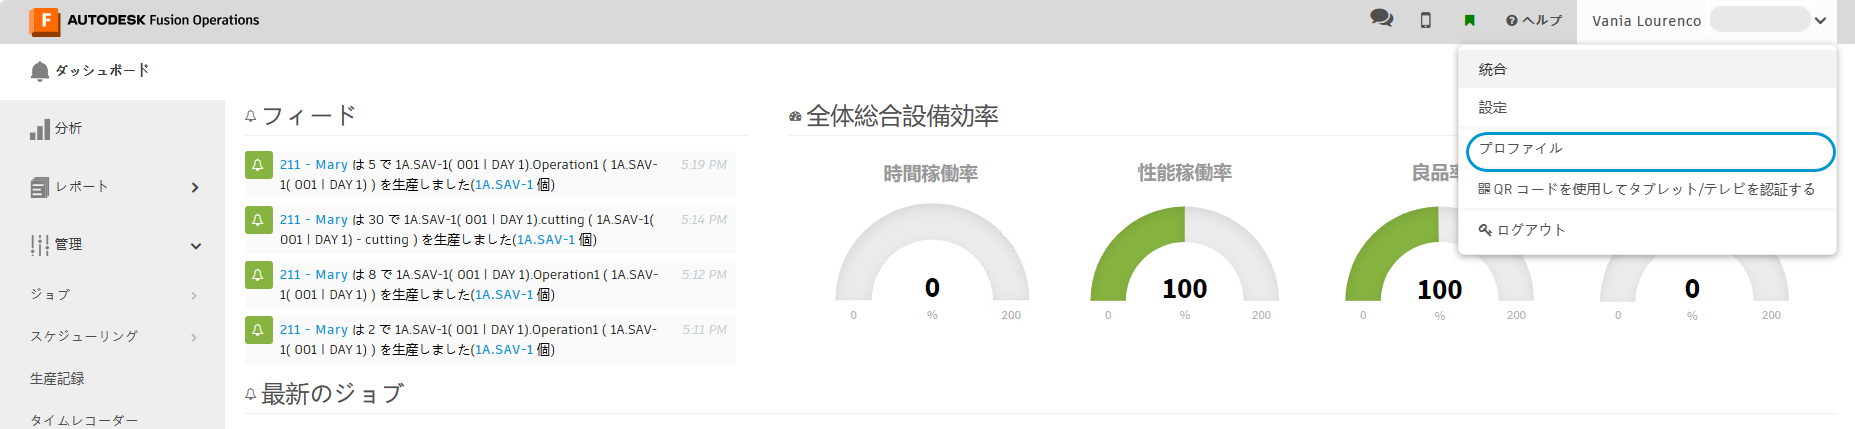 AUTODESK Fusion Operations
ヘルプ
Vania Lourenco
ダッシュボード
分析
レポート
管理
ジョブ
スケジューリング
生産記録
タイムレコーダー
フィード
211 - Mary は 5 で 1A.SAV-1( 001 | DAY 1).Operation1 ( 1A.SAV-
1( 001 | DAY 1) ) を生産しました(1A.SAV-1 個)
5:19 PM
211 - Mary は 30 で 1A.SAV-1( 001 | DAY 1).cutting ( 1A.SAV-1(
001 | DAY 1) - cutting ) を生産しました(1A.SAV-1 個)
5:14 PM
211 - Mary は 8 で 1A.SAV-1( 001 | DAY 1).Operation1 ( 1A.SAV-
1( 001 | DAY 1) ) を生産しました(1A.SAV-1 個)
5:12 PM
211 - Mary は 2 で 1A.SAV-1( 001 | DAY 1).Operation1 ( 1A.SAV-
1( 001 | DAY 1) ) を生産しました(1A.SAV-1 個)
5:11 PM
最新のジョブ
全体総合設備効率
時間稼働率
0
0 % 200
性能稼働率
100
0 % 200
良品率
100
0 % 200
0
0 % 200
統合
設定
プロファイル
QR コードを使用してタブレット/テレビを認証する
ログアウト